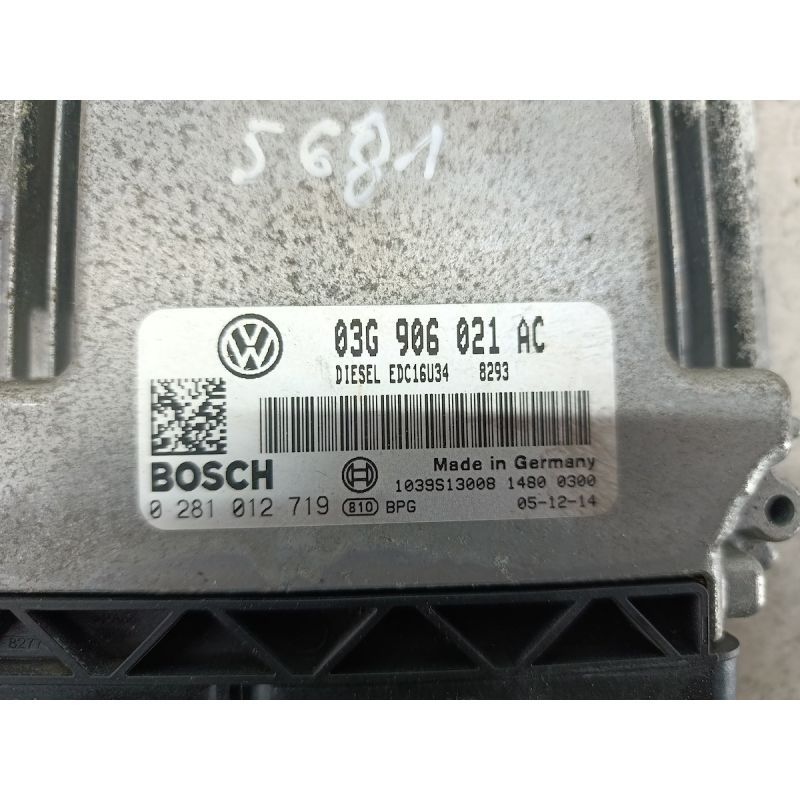 5681
03G 906 021 AC
DIESEL EDC16U34 8293
BOSCH
Made in Germany
1039S13008 1480 0300
0 281 012 719 810 BPG 05-12-14
8277